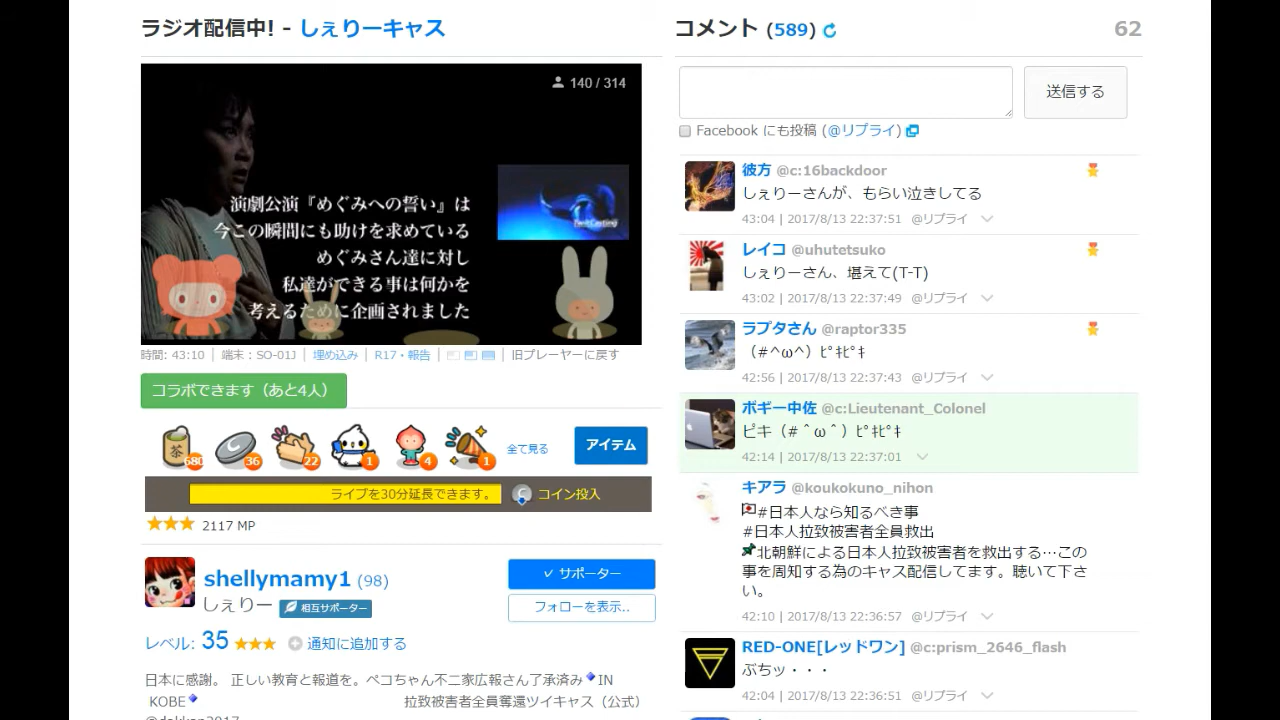 ラジオ配信中! - しぇりーキャス
140 / 314
演劇公演『めぐみへの誓い』は
今この瞬間にも助けを求めている
めぐみさん達に対し
私達ができる事は何かを
考えるために企画されました
TwitCasting
時間: 43:10 | 端末 : SO-01J | 埋め込み | R17・報告 | 旧プレーヤーに戻す
コラボできます（あと4人）
茶
680 36 22 1 4 1 全て見る アイテム
ライブを30分延長できます。 コイン投入
2117 MP
shellymamy1 (98)
しぇりー 相互サポーター
✓ サポーター
フォローを表示..
レベル: 35 通知に追加する
日本に感謝。 正しい教育と報道を。ペコちゃん不二家広報さん了承済み IN
KOBE 拉致被害者全員奪還ツイキャス（公式）
コメント (589) 62
送信する
Facebook にも投稿 (@リプライ)
彼方 @c:16backdoor
しぇりーさんが、もらい泣きしてる
43:04 | 2017/8/13 22:37:51 @リプライ
レイコ @uhutetsuko
しぇりーさん、堪えて(T-T)
43:02 | 2017/8/13 22:37:49 @リプライ
ラプタさん @raptor335
（#^ω^）ﾋﾟｷﾋﾟｷ
42:56 | 2017/8/13 22:37:43 @リプライ
ボギー中佐 @c:Lieutenant_Colonel
ピキ（＃＾ω＾）ﾋﾟｷﾋﾟｷ
42:14 | 2017/8/13 22:37:01
キアラ @koukokuno_nihon
#日本人なら知るべき事
#日本人拉致被害者全員救出
北朝鮮による日本人拉致被害者を救出する…この
事を周知する為のキャス配信してます。聴いて下さ
い。
42:10 | 2017/8/13 22:36:57 @リプライ
RED-ONE[レッドワン] @c:prism_2646_flash
ぶちッ・・・
42:04 | 2017/8/13 22:36:51 @リプライ